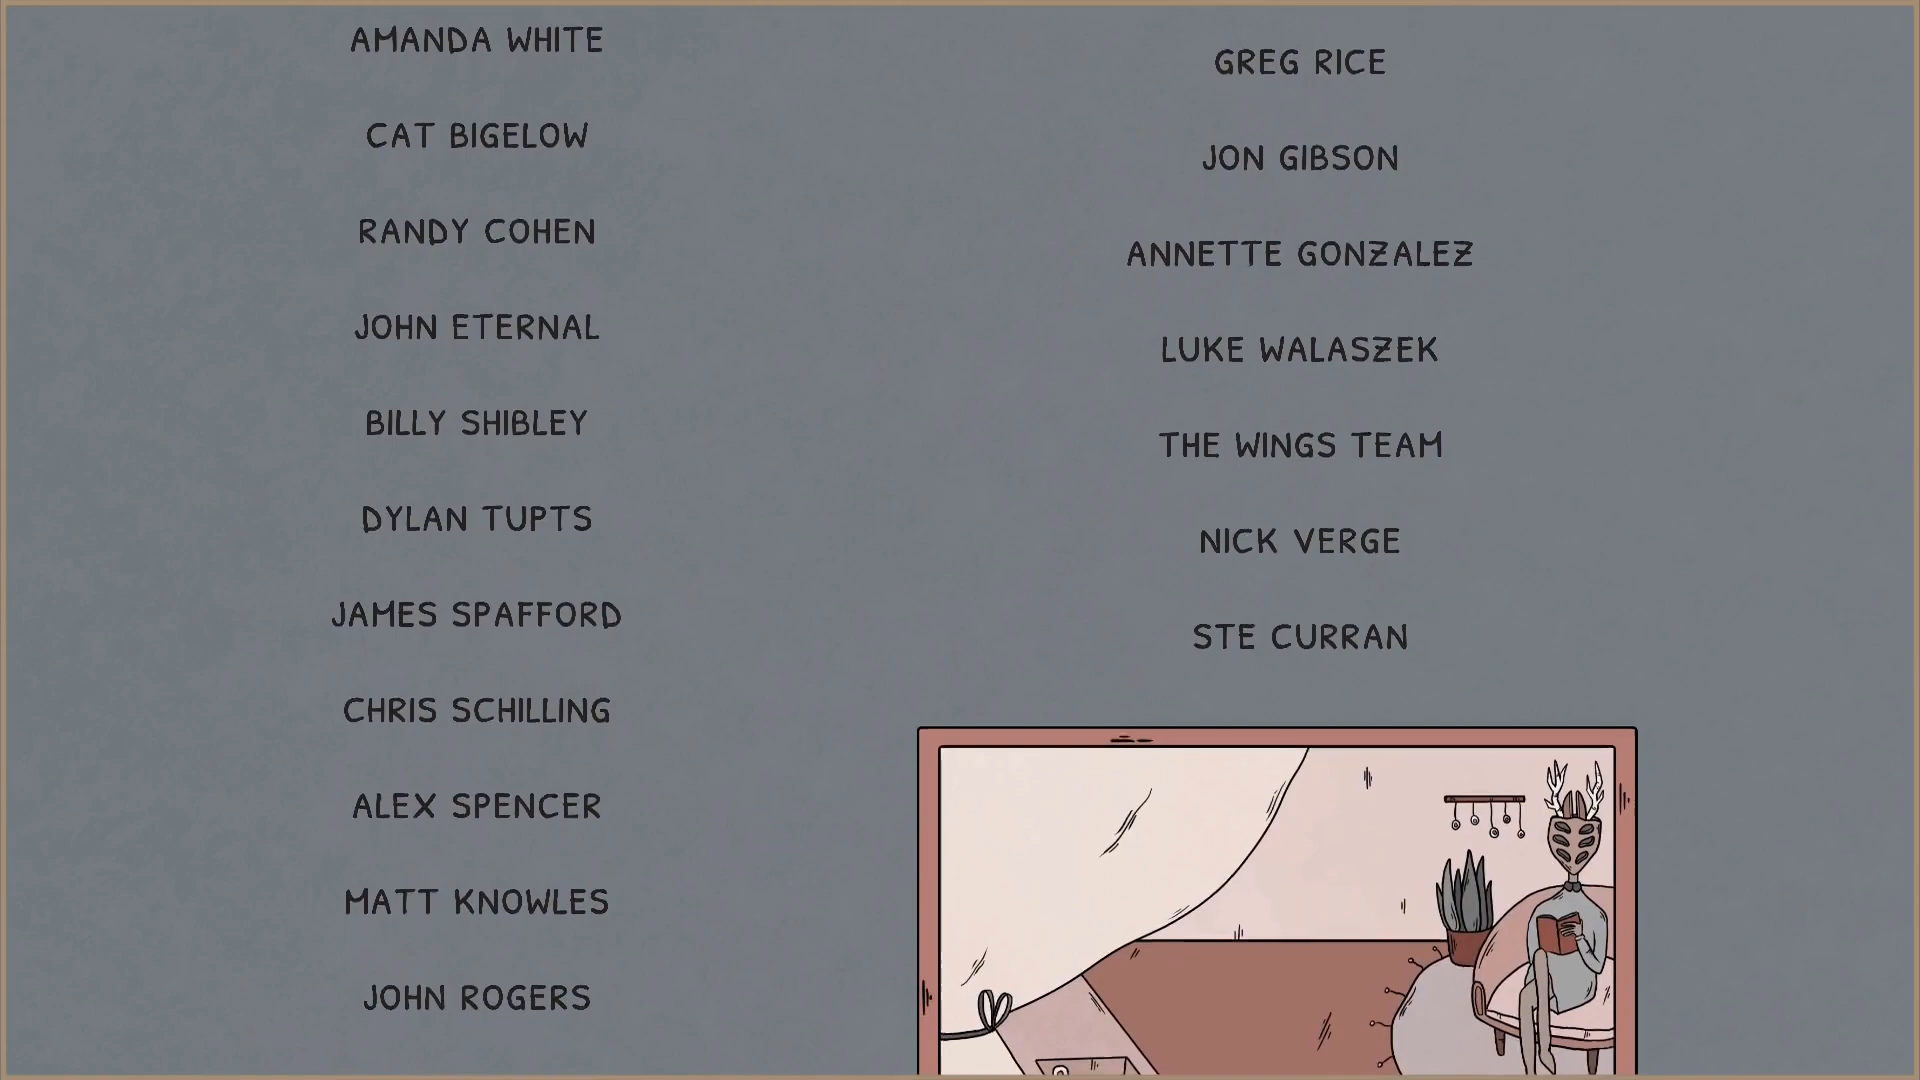 AMANDA WHITE
CAT BIGELOW
RANDY COHEN
JOHN ETERNAL
BILLY SHIBLEY
DYLAN TUPTS
JAMES SPAFFORD
CHRIS SCHILLING
ALEX SPENCER
MATT KNOWLES
JOHN ROGERS
GREG RICE
JON GIBSON
ANNETTE GONZALEZ
LUKE WALASZEK
THE WINGS TEAM
NICK VERGE
STE CURRAN